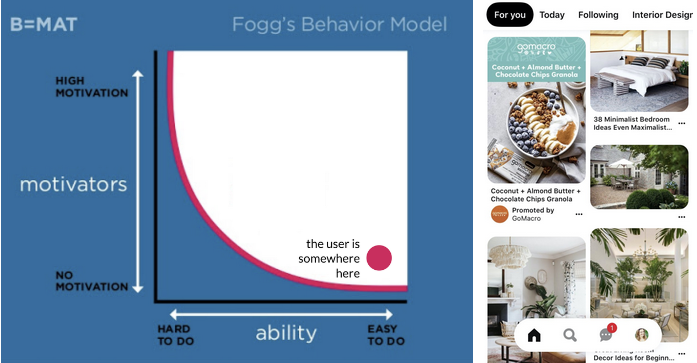 B=MAT
Fogg's Behavior Model
HIGH
MOTIVATION
motivators
NO
MOTIVATION
the user is
somewhere
here
HARD
TO DO
ability
EASY
TO DO
For you
Today
Following
Interior Design
gomacro
Coconut + Almond Butter +
Chocolate Chips Granola
Coconut + Almond Butter +
Chocolate Chips Granola
Promoted by
GoMacro
38 Minimalist Bedroom
Ideas Even Maximalist...
1
Decor Ideas for Beginn...